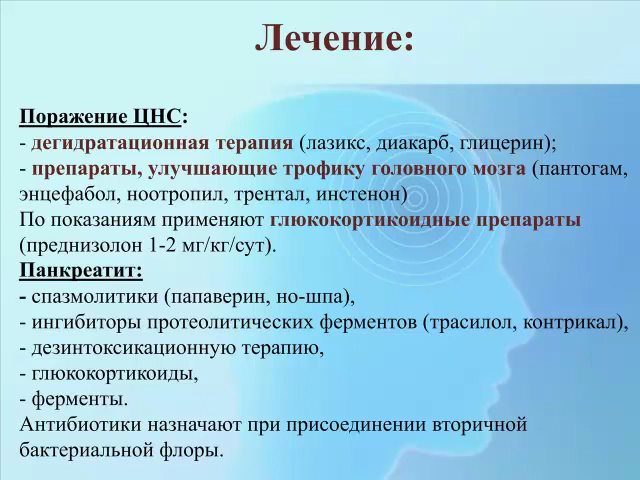 Лечение:
Поражение ЦНС:
- дегидратационная терапия (лазикс, диакарб, глицерин);
- препараты, улучшающие трофику головного мозга (пантогам,
энцефабол, ноотропил, трентал, инстенон)
По показаниям применяют глюкокортикоидные препараты
(преднизолон 1-2 мг/кг/сут).
Панкреатит:
- спазмолитики (папаверин, но-шпа),
- ингибиторы протеолитических ферментов (трасилол, контрикал),
- дезинтоксикационную терапию,
- глюкокортикоиды,
- ферменты.
Антибиотики назначают при присоединении вторичной
бактериальной флоры.